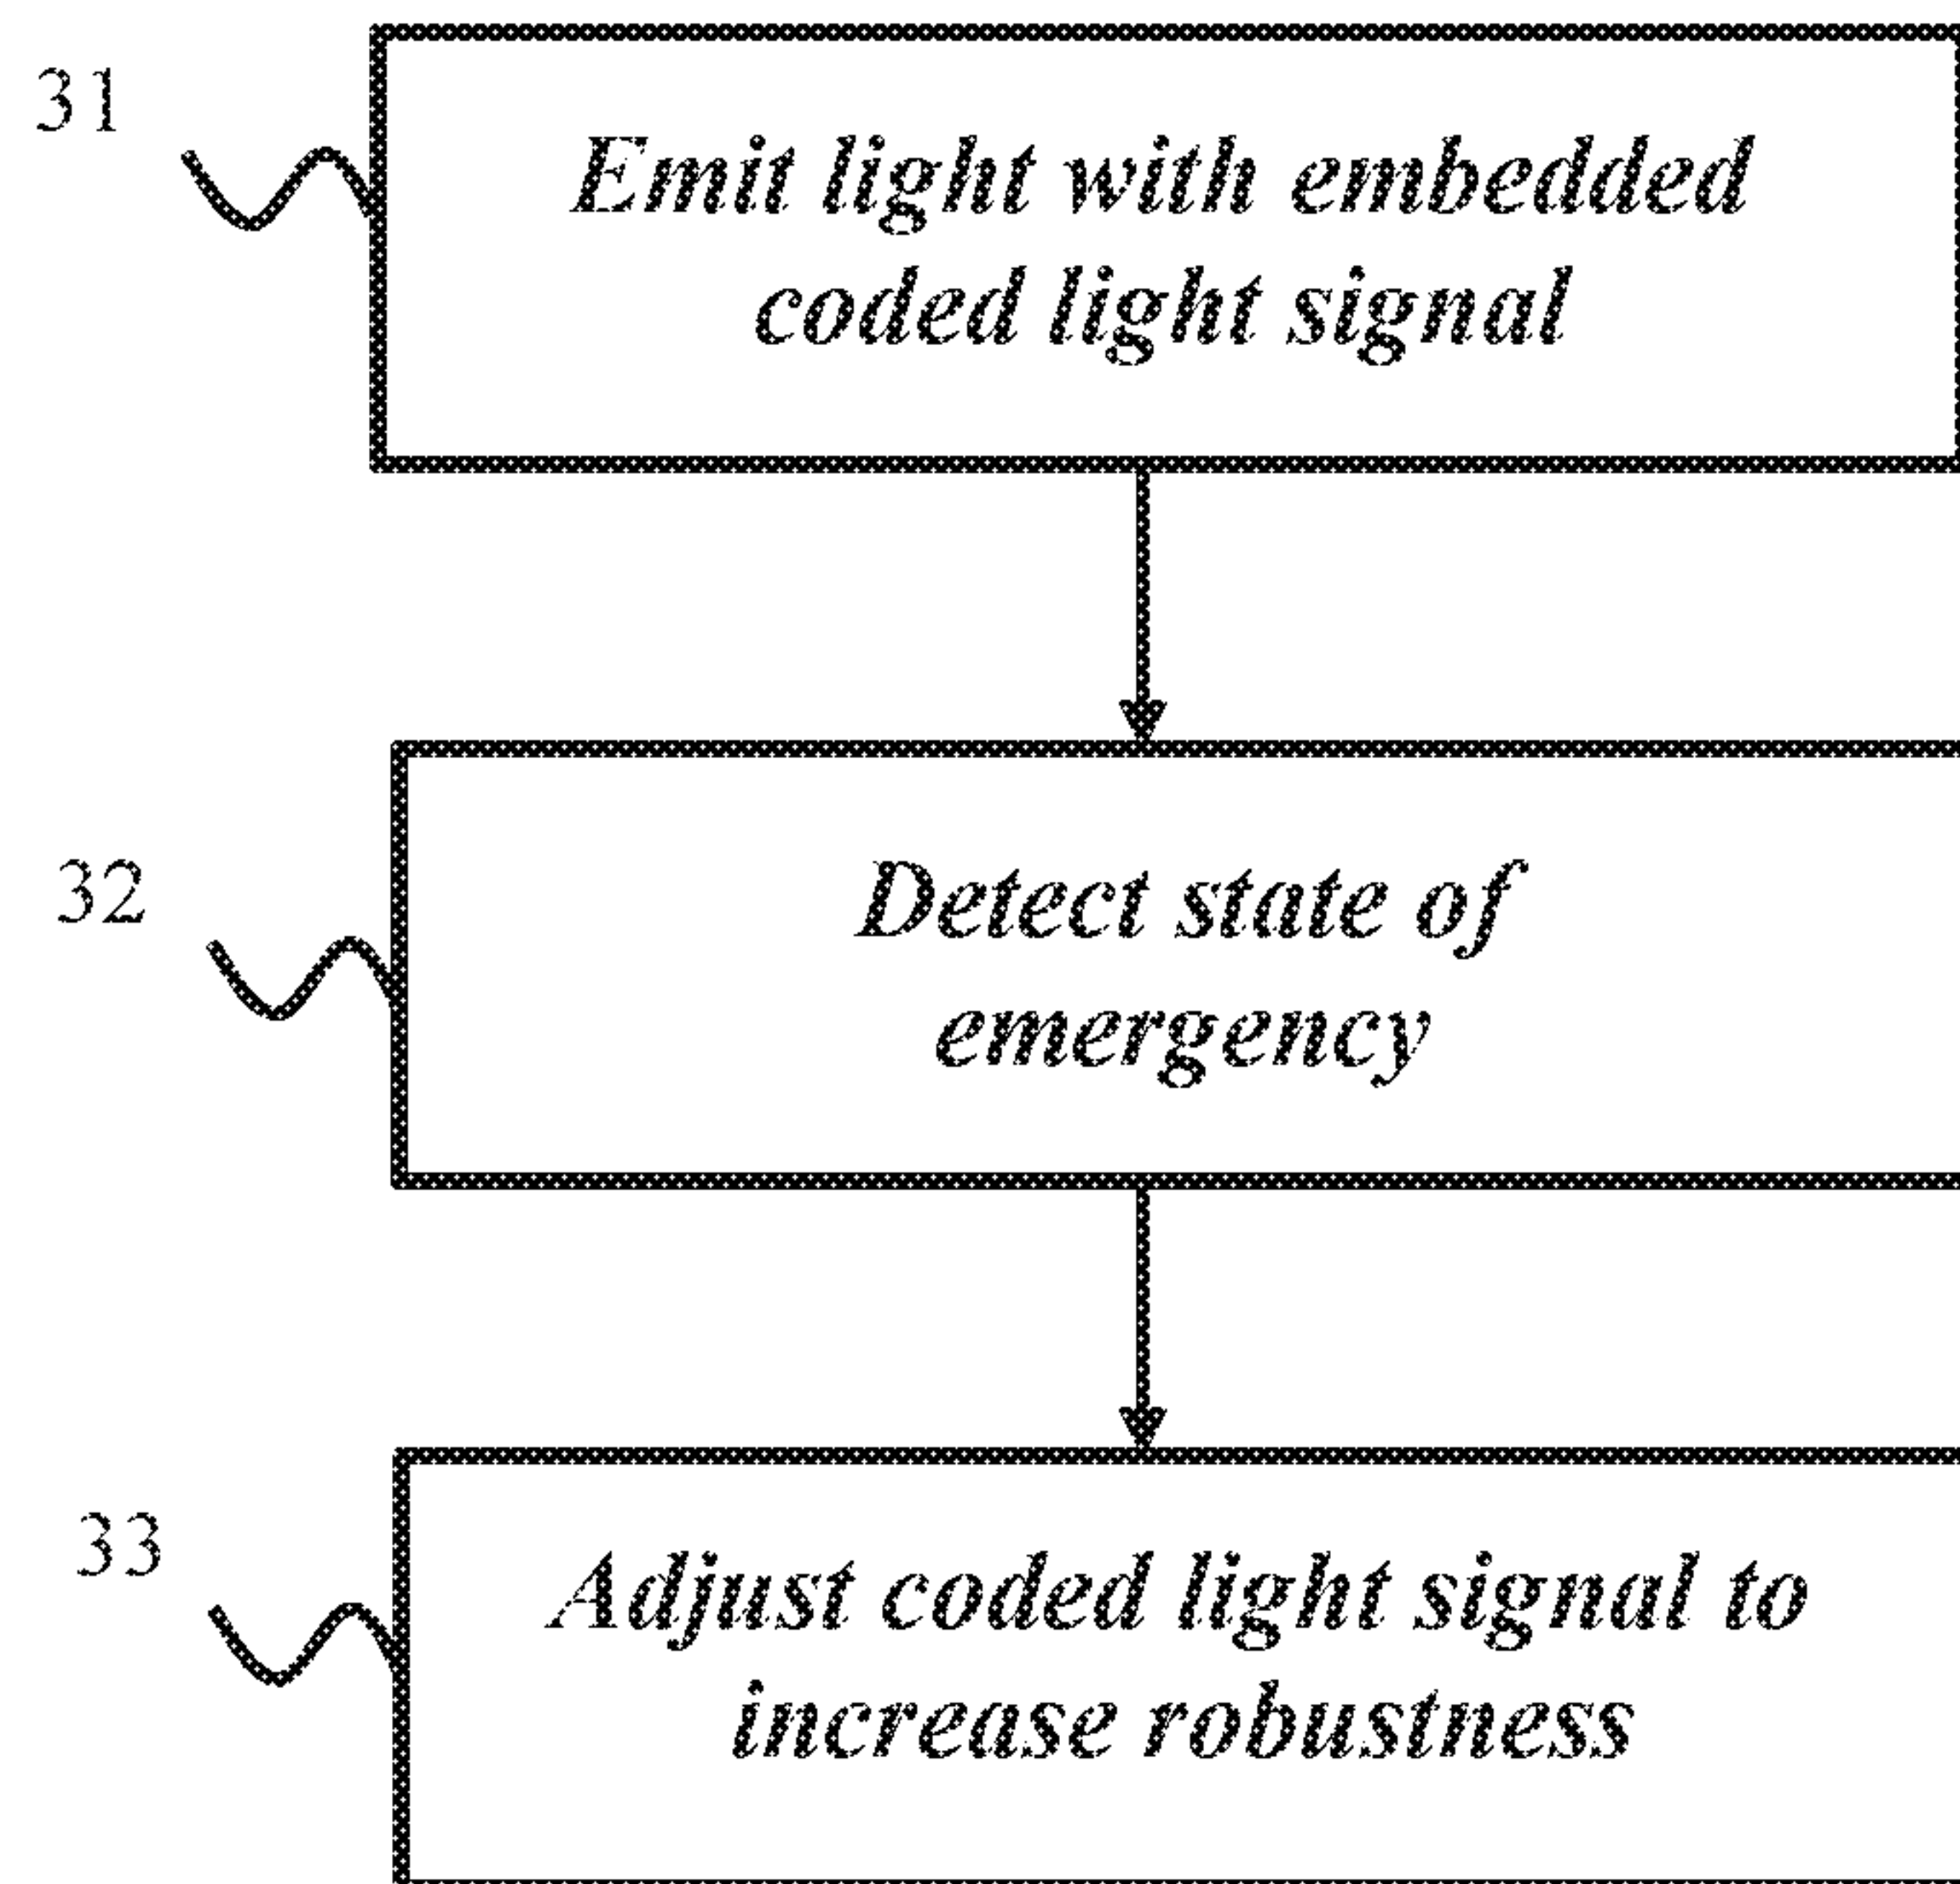 31
Emit light with embedded
coded light signal
32
Detect state of
emergency
33
Adjust coded light signal to
increase robustness